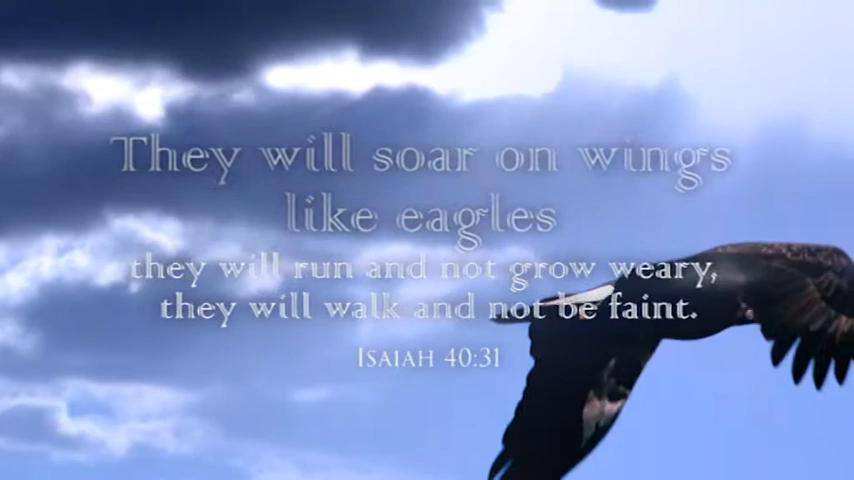 They will soar on wings
like eagles
they will run and not grow weary,
they will walk and not be faint.
Isaiah 40:31